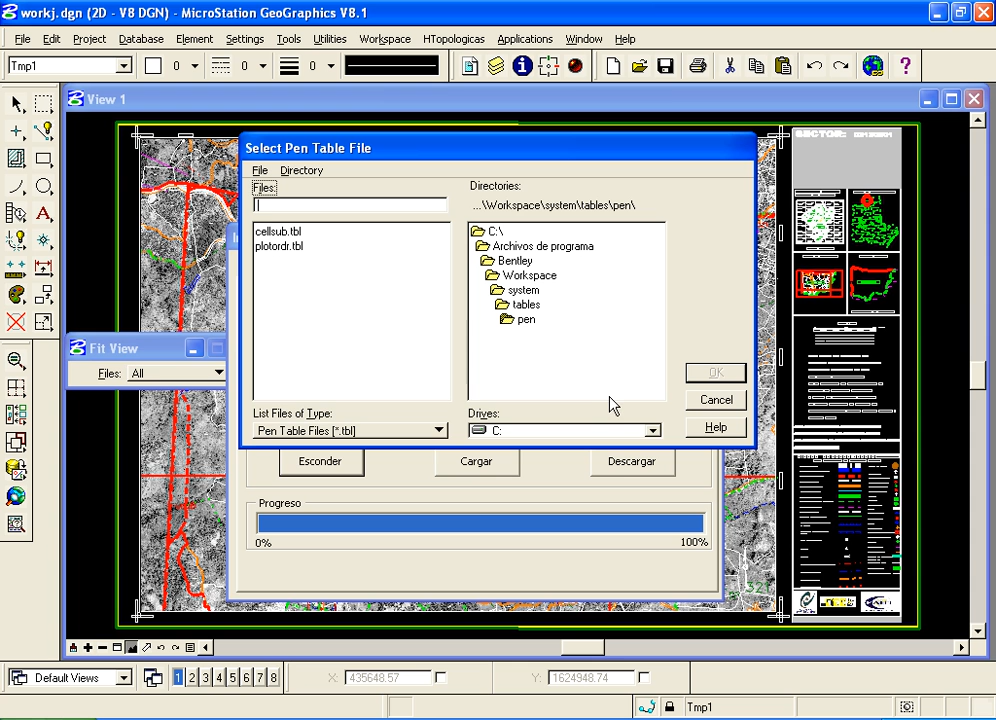 workj.dgn (2D - V8 DGN) - MicroStation GeoGraphics V8.1
File Edit Project Database Element Settings Tools Utilities Workspace HTopologicas Applications Window Help
Tmp1 0 0 0
View 1
Select Pen Table File
File Directory
Files:
Directories:
...\Workspace\system\tables\pen\
cellsub.tbl
plotordr.tbl
C:\
Archivos de programa
Bentley
Workspace
system
tables
pen
OK
Cancel
Help
List Files of Type:
Pen Table Files [*.tbl]
Drives:
C:
Fit View
Files: All
Esconder Cargar Descargar
Progreso
0% 100%
Default Views 1 2 3 4 5 6 7 8 X: 435648.57 Y: 1624948.74
Tmp1